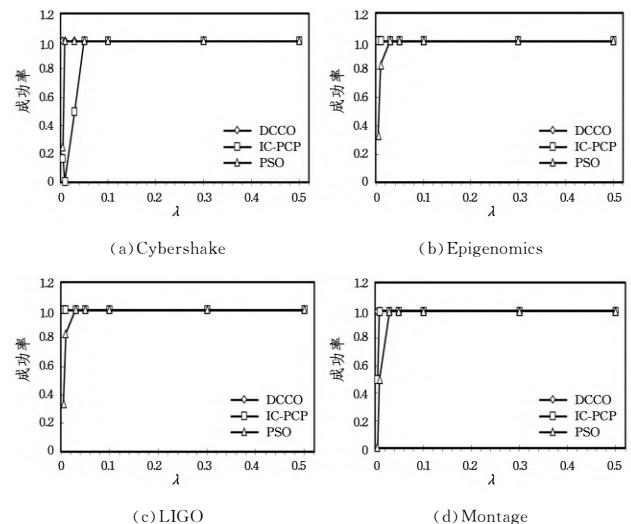 1.2
1.0
0.8
0.6
0.4
0.2
0
成功率
DCCO
IC-PCP
PSO
0 0.1 0.2 0.3 0.4 0.5
λ
(a)Cybershake
1.2
1.0
0.8
0.6
0.4
0.2
0
成功率
DCCO
IC-PCP
PSO
0 0.1 0.2 0.3 0.4 0.5
λ
(b)Epigenomics
1.2
1.0
0.8
0.6
0.4
0.2
0
成功率
DCCO
IC-PCP
PSO
0 0.1 0.2 0.3 0.4 0.5
λ
(c)LIGO
1.2
1.0
0.8
0.6
0.4
0.2
0
成功率
DCCO
IC-PCP
PSO
0 0.1 0.2 0.3 0.4 0.5
λ
(d)Montage